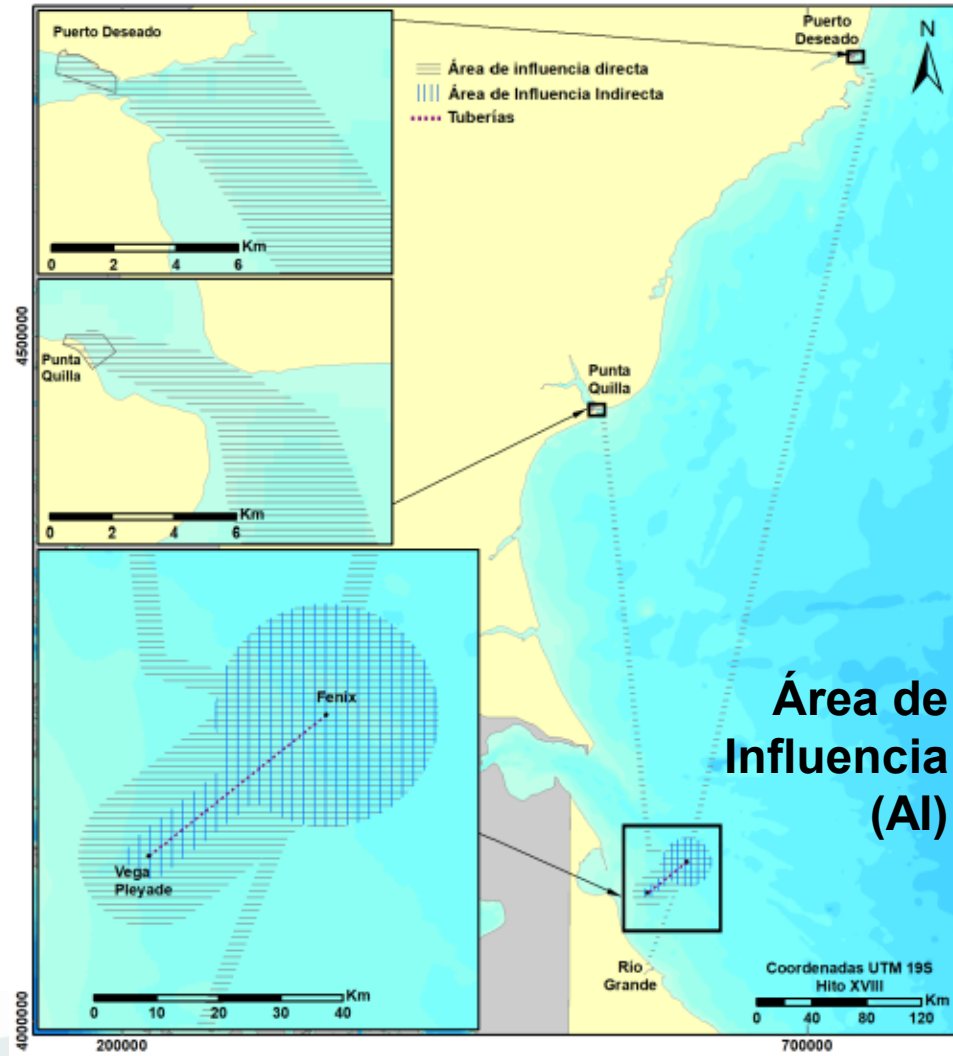 Puerto Deseado
0 2 4 6 Km
Punta
Quilla
0 2 4 6 Km
Fenix
Vega
Pleyade
0 10 20 30 40 Km
Área de influencia directa
Área de Influencia Indirecta
Tuberías
Puerto
Deseado
N
Punta
Quilla
Área de
Influencia
(AI)
Rio
Grande
Coordenadas UTM 19S
Hito XVIII
0 40 80 120 Km
4500000
4000000
200000
700000